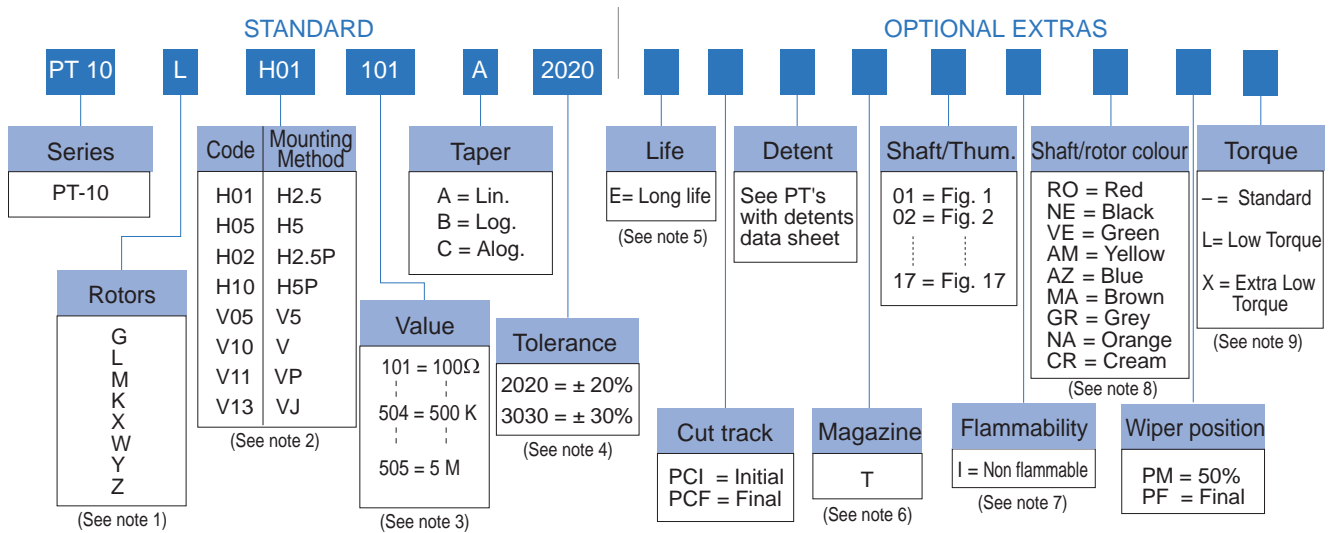 STANDARD
OPTIONAL EXTRAS
PT 10
L
H01
101
A
2020
Series
PT-10
Rotors
G
L
M
K
X
W
Y
Z
(See note 1)
Code Mounting Method
H01 H2.5
H05 H5
H02 H2.5P
H10 H5P
V05 V5
V10 V
V11 VP
V13 VJ
(See note 2)
Value
101 = 100Ω
504 = 500 K
505 = 5 M
(See note 3)
Taper
A = Lin.
B = Log.
C = Alog.
Tolerance
2020 = ± 20%
3030 = ± 30%
(See note 4)
Life
E= Long life
(See note 5)
Cut track
PCI = Initial
PCF = Final
Detent
See PT's
with detents
data sheet
Magazine
T
(See note 6)
Shaft/Thum.
01 = Fig. 1
02 = Fig. 2
17 = Fig. 17
Flammability
I = Non flammable
(See note 7)
Shaft/rotor colour
RO = Red
NE = Black
VE = Green
AM = Yellow
AZ = Blue
MA = Brown
GR = Grey
NA = Orange
CR = Cream
(See note 8)
Wiper position
PM = 50%
PF = Final
Torque
– = Standard
L= Low Torque
X = Extra Low
Torque
(See note 9)